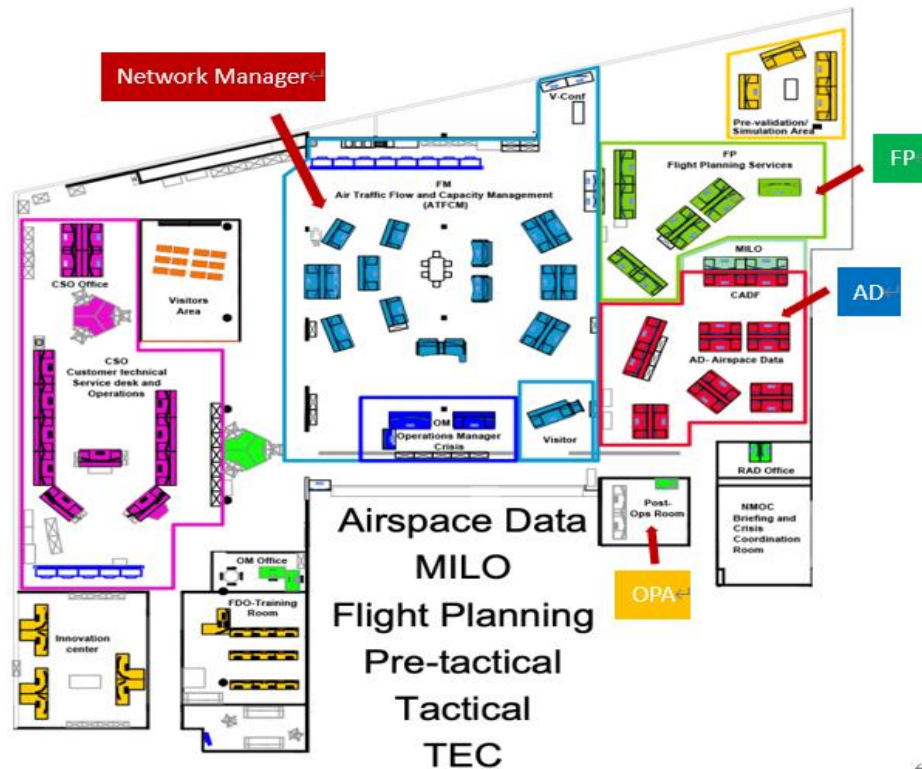 Network Manager
V-Conf
Pre-validation/
Simulation Area
FP
FP
Flight Planning Services
FM
Air Traffic Flow and Capacity Management
(ATFCM)
MILO
CADF
AD
AD- Airspace Data
CSO Office
Visitors
Area
CSO
Customer technical
Service desk and
Operations
OM
Operations Manager
Crisis
Visitor
RAD Office
Post-
Ops Room
NMOC
Briefing and
Crisis
Coordination
Room
OPA
OM Office
FDO-Training
Room
Innovation
center
Airspace Data
MILO
Flight Planning
Pre-tactical
Tactical
TEC